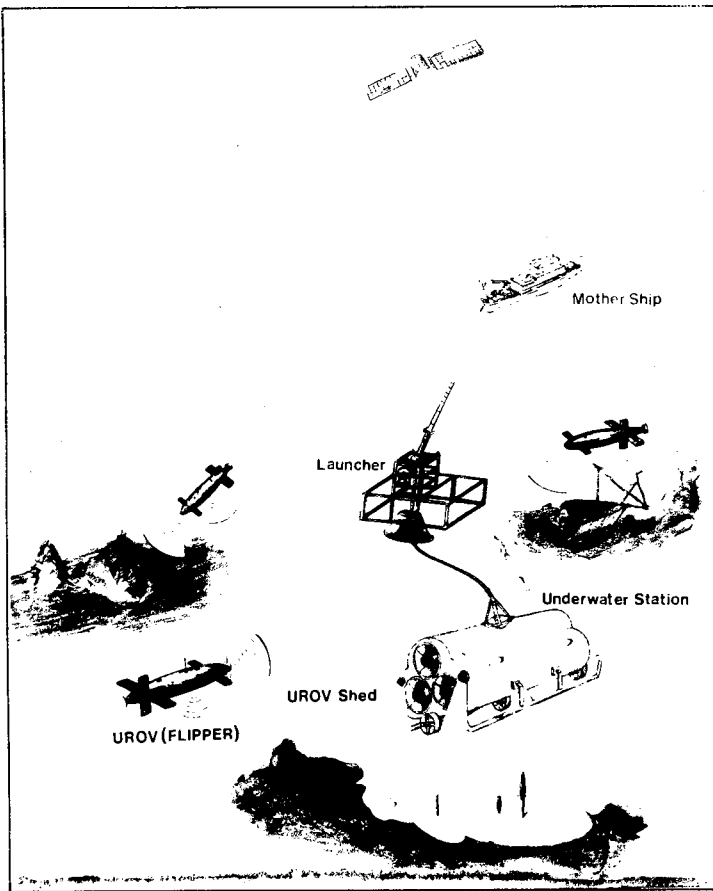 Mother Ship
Launcher
Underwater Station
UROV Shed
UROV (FLIPPER)